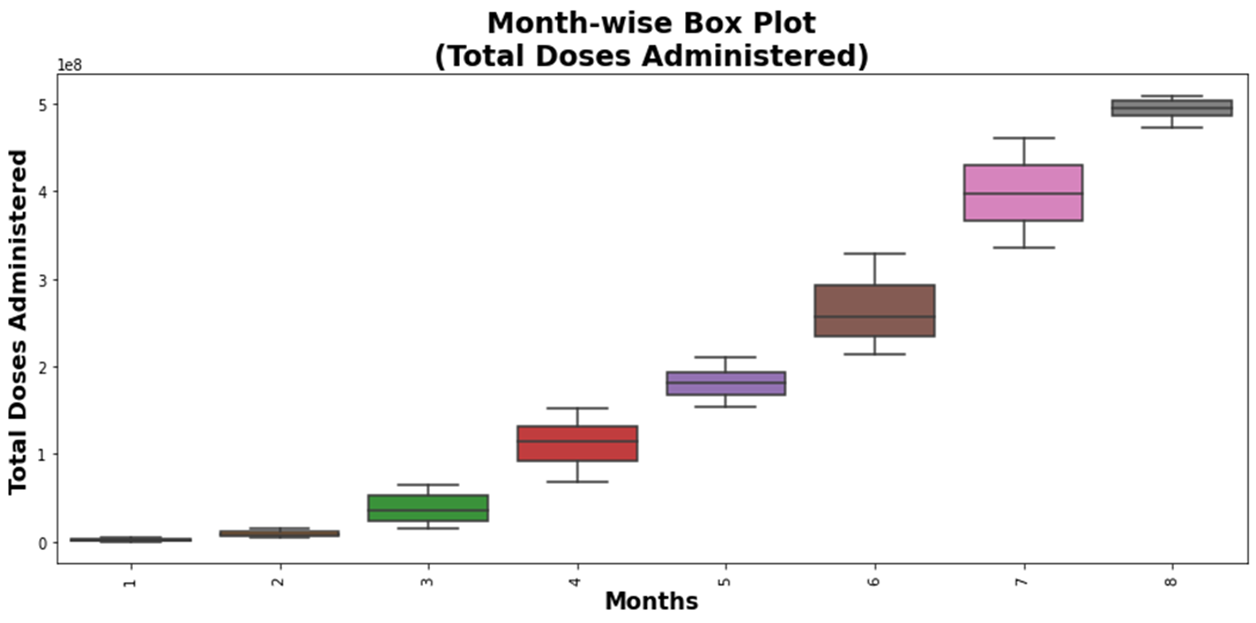 Month-wise Box Plot
(Total Doses Administered)
1e8
Total Doses Administered
5
4
3
2
1
0
1 2 3 4 5 6 7 8
Months